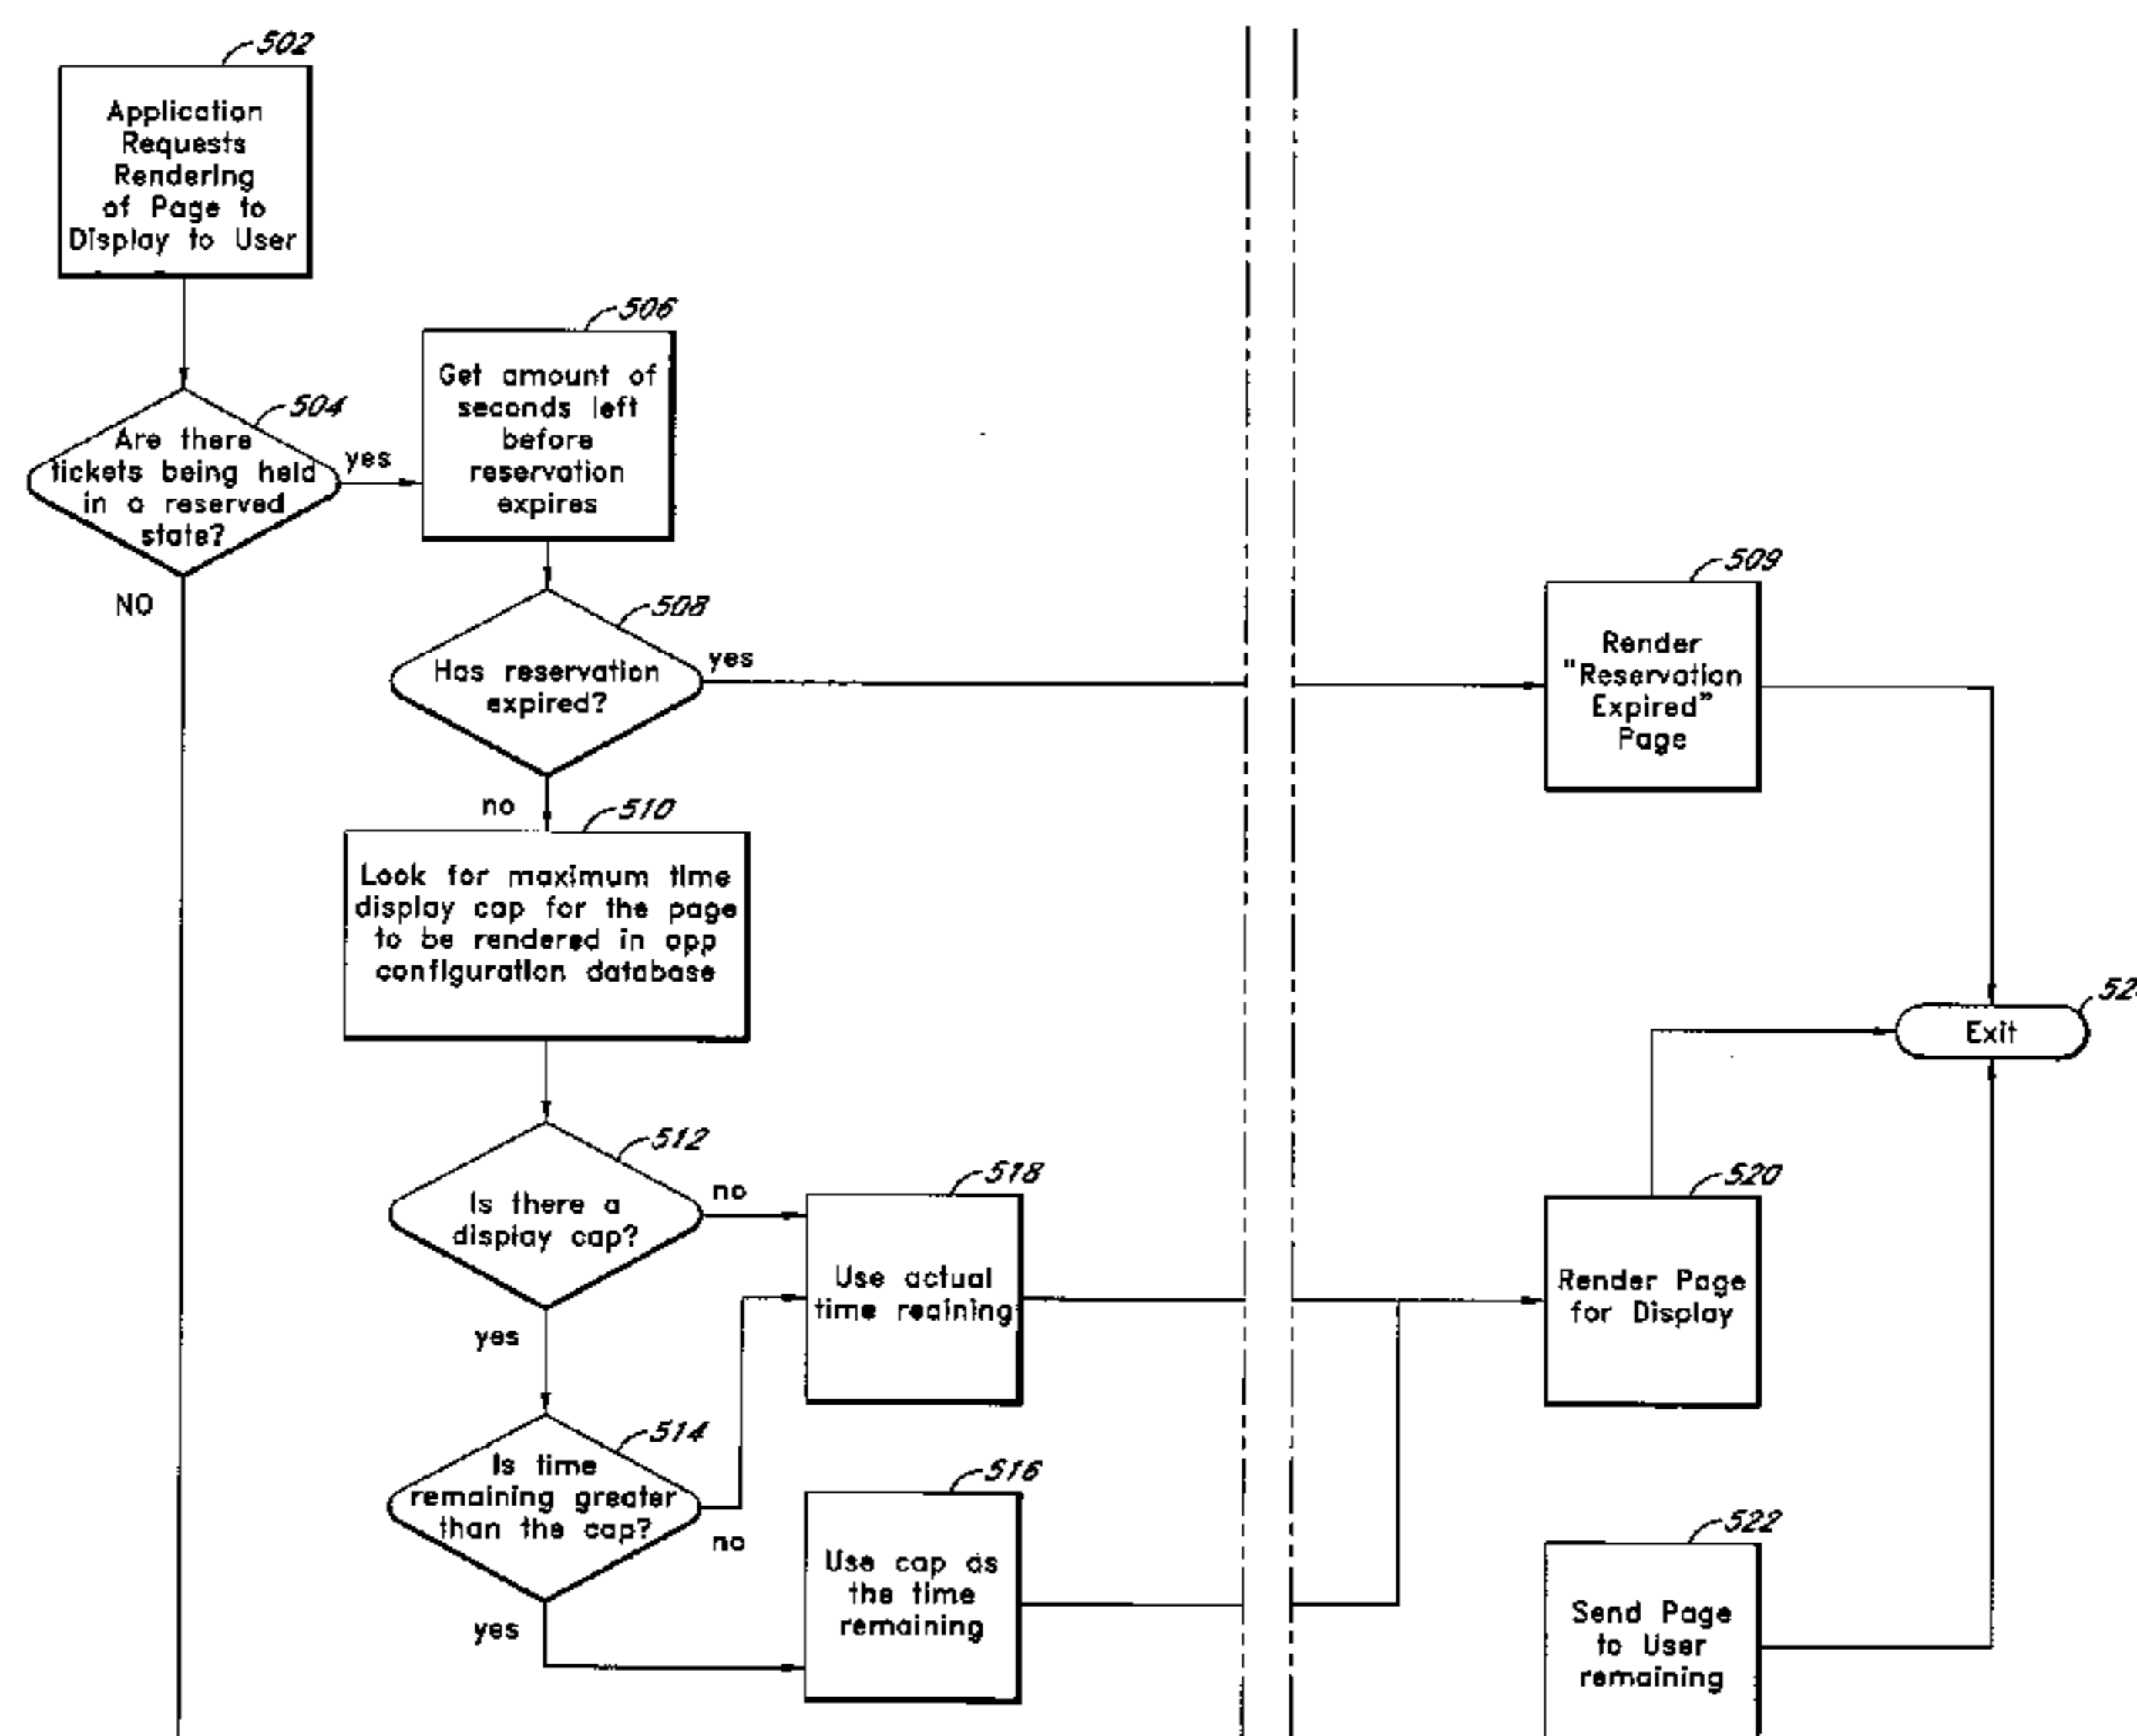 502
Application
Requests
Rendering
of Page to
Display to User
504
Are there
tickets being held
in a reserved
state?
yes
NO
506
Get amount of
seconds left
before
reservation
expires
508
Has reservation
expired?
yes
no
509
Render
"Reservation
Expired"
Page
510
Look for maximum time
display cap for the page
to be rendered in app
configuration database
512
Is there a
display cap?
no
yes
514
Is time
remaining greater
than the cap?
no
yes
518
Use actual
time reaining
516
Use cap as
the time
remaining
520
Render Page
for Display
522
Send Page
to User
remaining
Exit